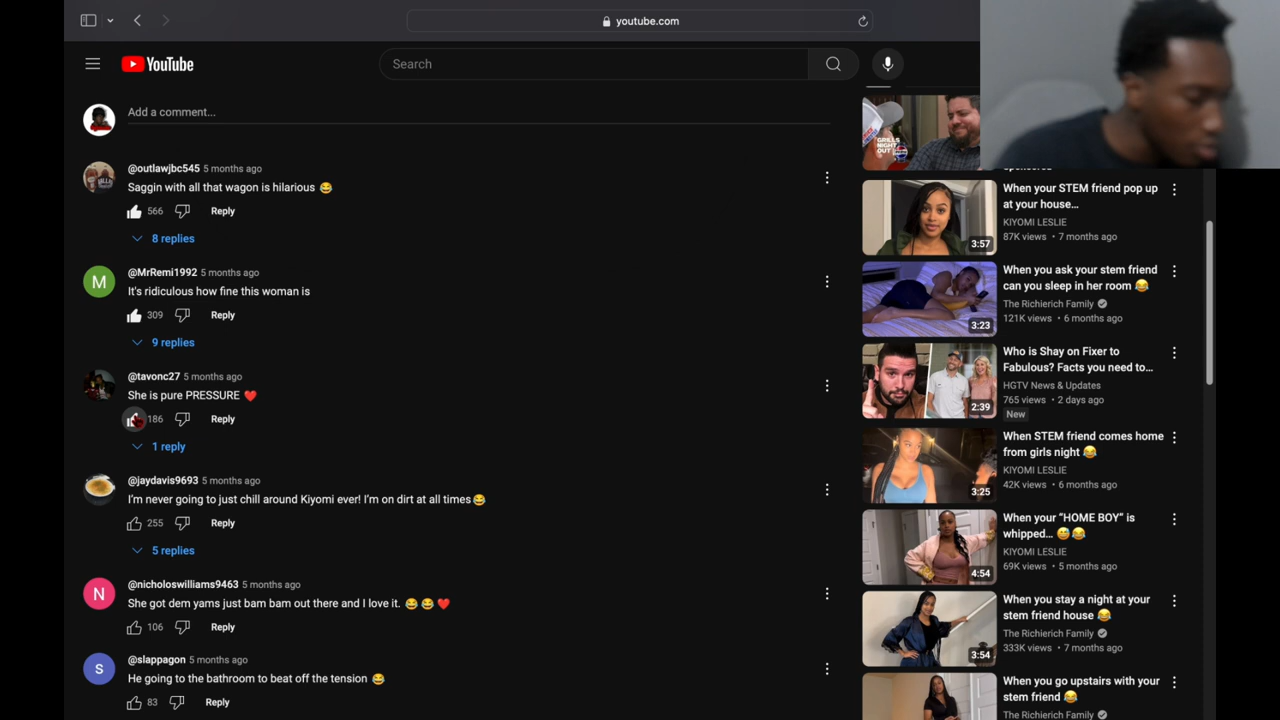 youtube.com
YouTube
Search
Add a comment...
@outlawjbc545 5 months ago
Saggin with all that wagon is hilarious 😂
566 Reply
8 replies
M
@MrRemi1992 5 months ago
It's ridiculous how fine this woman is
309 Reply
9 replies
@tavonc27 5 months ago
She is pure PRESSURE ❤️
186 Reply
1 reply
@jaydavis9693 5 months ago
I'm never going to just chill around Kiyomi ever! I'm on dirt at all times😂
255 Reply
5 replies
N
@nicholoswilliams9463 5 months ago
She got dem yams just bam bam out there and I love it. 😂😂❤️
106 Reply
S
@slappagon 5 months ago
He going to the bathroom to beat off the tension 😂
83 Reply
GRILLS
NIGHT
OUT
3:57
When your STEM friend pop up
at your house...
KIYOMI LESLIE
87K views • 7 months ago
3:23
When you ask your stem friend
can you sleep in her room 😂
The Richierich Family
121K views • 6 months ago
2:39
Who is Shay on Fixer to
Fabulous? Facts you need to...
HGTV News & Updates
765 views • 2 days ago
New
3:25
When STEM friend comes home
from girls night 😂
KIYOMI LESLIE
42K views • 6 months ago
4:54
When your “HOME BOY” is
whipped... 😅😂
KIYOMI LESLIE
69K views • 5 months ago
3:54
When you stay a night at your
stem friend house 😂
The Richierich Family
333K views • 7 months ago
When you go upstairs with your
stem friend 😂
The Richierich Family